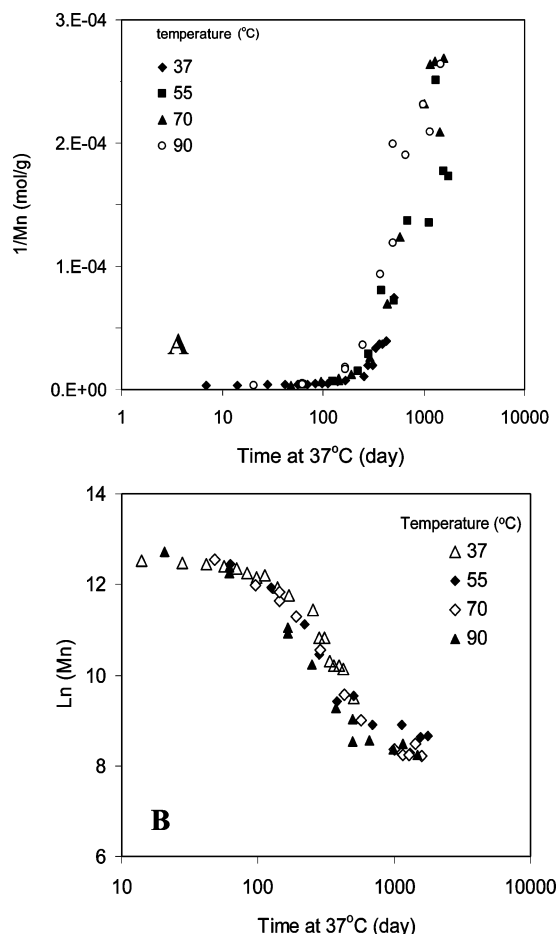 3.E-04
2.E-04
1.E-04
0.E+00
1/Mn (mol/g)
temperature (°C)
37
55
70
90
A
1 10 100 1000 10000
Time at 37°C (day)
14
12
10
8
6
Ln (Mn)
Temperature (°C)
37
55
70
90
B
10 100 1000 10000
Time at 37°C (day)